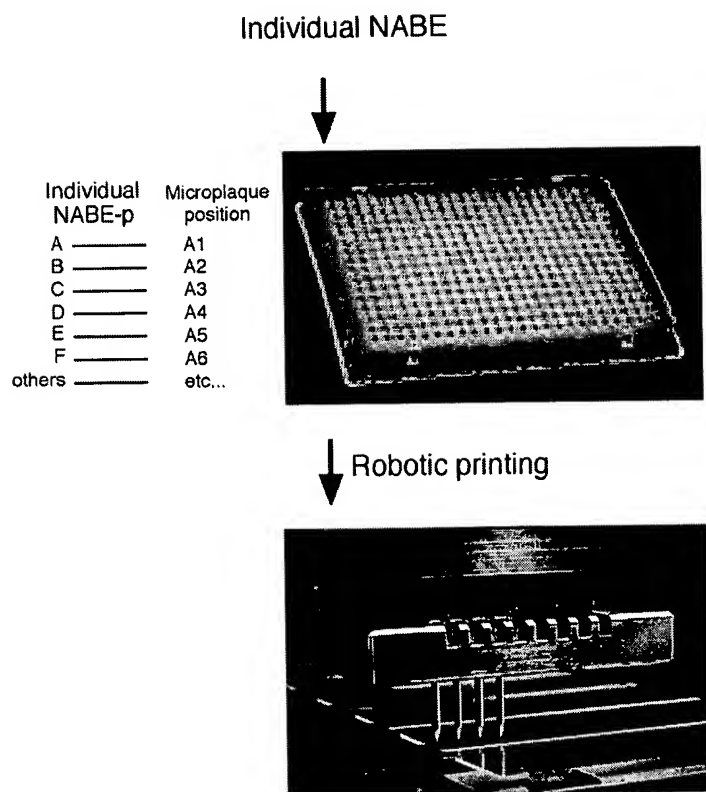 Individual NABE
Individual NABE-p
Microplaque position
A A1
B A2
C A3
D A4
E A5
F A6
others etc...
Robotic printing